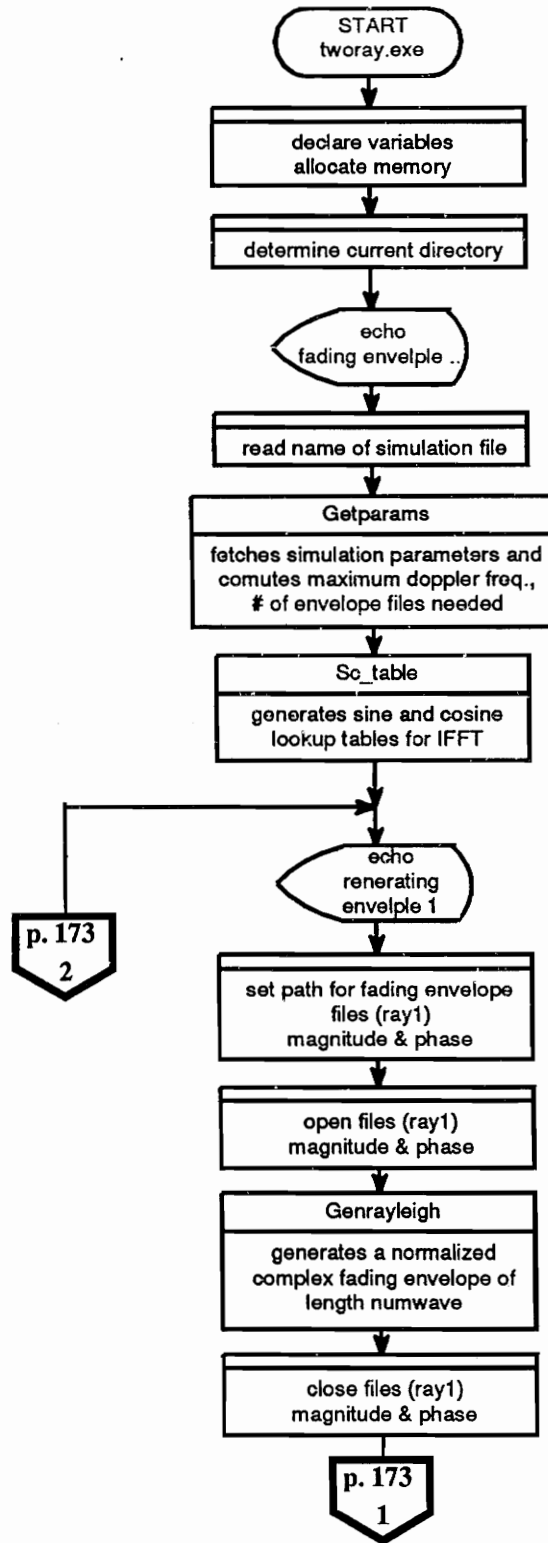 START
tworay.exe
declare variables
allocate memory
determine current directory
echo
fading envelple ..
read name of simulation file
Getparams
fetches simulation parameters and
comutes maximum doppler freq.,
# of envelope files needed
Sc_table
generates sine and cosine
lookup tables for IFFT
echo
renerating
envelple 1
p. 173
2
set path for fading envelope
files (ray1)
magnitude & phase
open files (ray1)
magnitude & phase
Genrayleigh
generates a normalized
complex fading envelope of
length numwave
close files (ray1)
magnitude & phase
p. 173
1